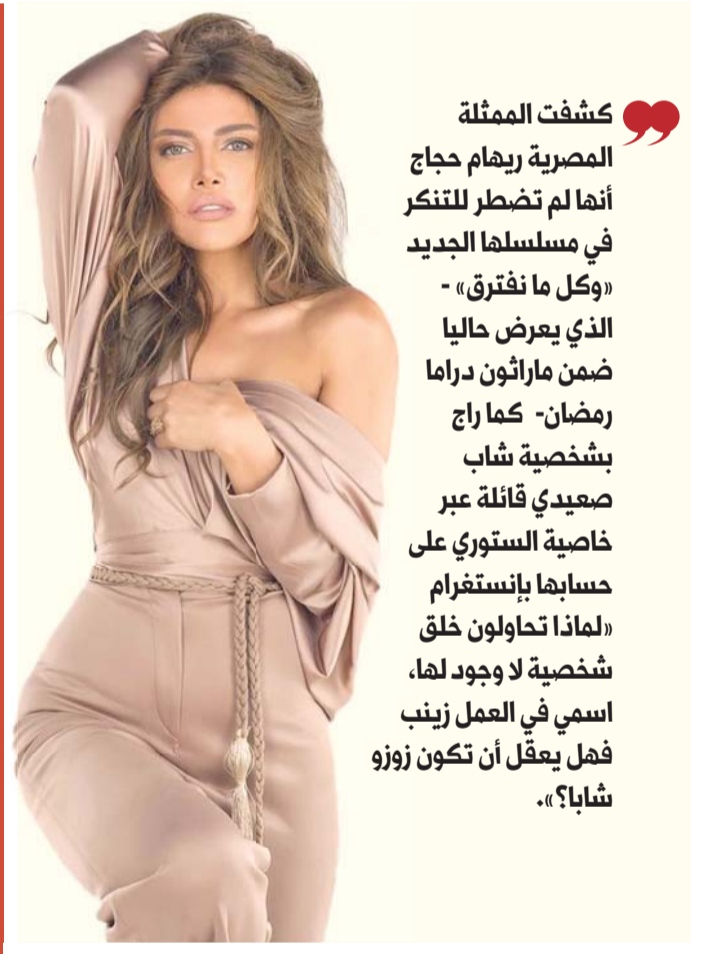 كشفت الممثلة
المصرية ريهام حجاج
أنها لم تضطر للتنكر
في مسلسلها الجديد
«وكل ما نفترق» -
الذي يعرض حاليا
ضمن ماراثون دراما
رمضان- كما راج
بشخصية شاب
صعيدي قائلة عبر
خاصية الستوري على
حسابها بإنستغرام
«لماذا تحاولون خلق
شخصية لا وجود لها،
اسمي في العمل زينب
فهل يعقل أن تكون زوزو
شابا؟».